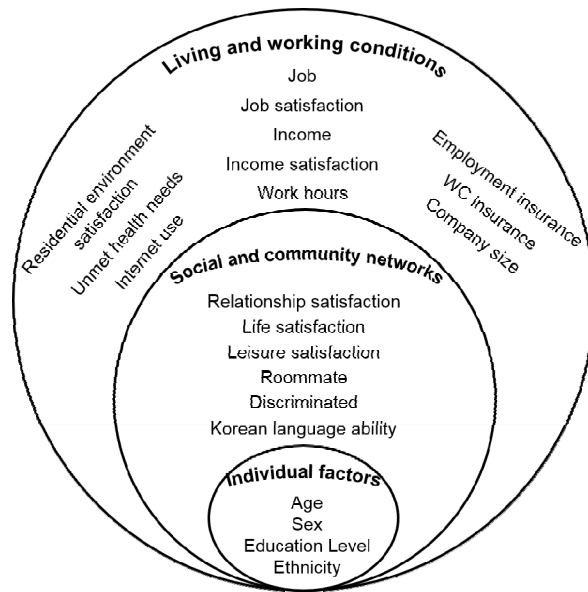 Living and working conditions
Job
Job satisfaction
Income
Income satisfaction
Work hours
Residential environment
satisfaction
Unmet health needs
Internet use
Employment insurance
WC insurance
Company size
Social and community networks
Relationship satisfaction
Life satisfaction
Leisure satisfaction
Roommate
Discriminated
Korean language ability
Individual factors
Age
Sex
Education Level
Ethnicity